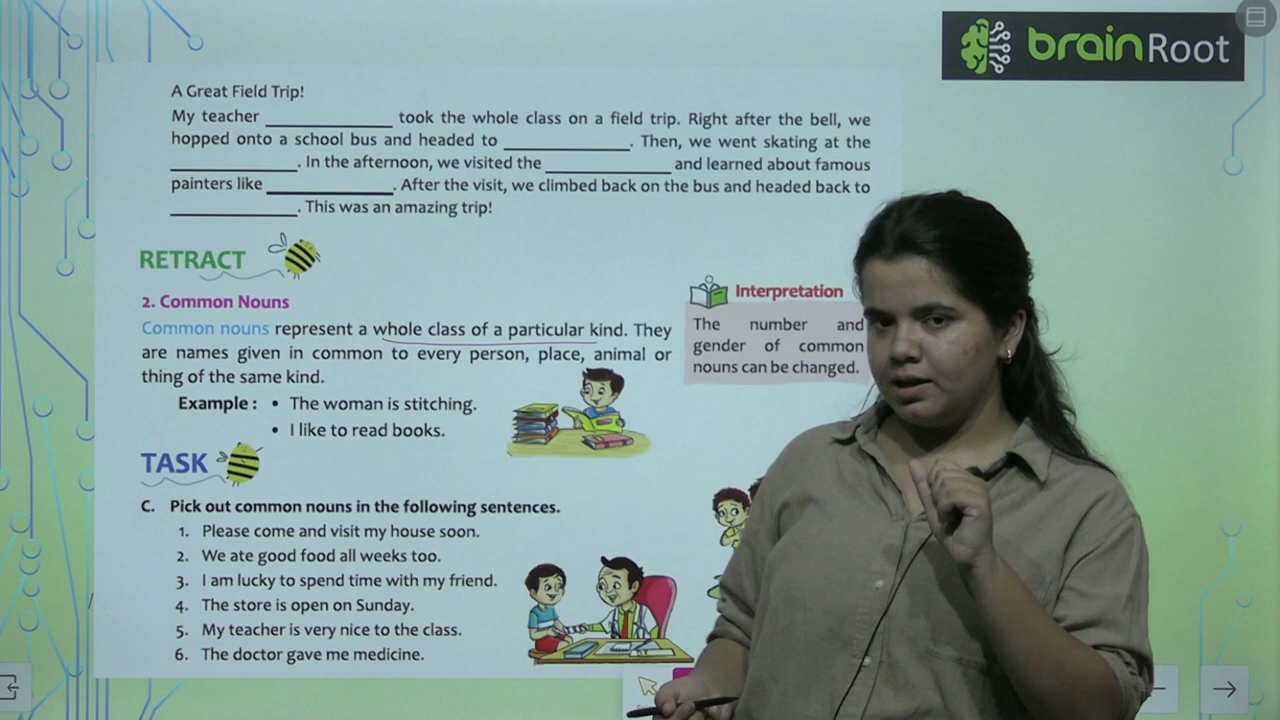 brainRoot
A Great Field Trip!
My teacher ____________ took the whole class on a field trip. Right after the bell, we
hopped onto a school bus and headed to ____________. Then, we went skating at the
____________. In the afternoon, we visited the ____________ and learned about famous
painters like ____________. After the visit, we climbed back on the bus and headed back to
____________. This was an amazing trip!
RETRACT
2. Common Nouns
Common nouns represent a whole class of a particular kind. They
are names given in common to every person, place, animal or
thing of the same kind.
Example : • The woman is stitching.
• I like to read books.
Interpretation
The number and
gender of common
nouns can be changed.
TASK
C. Pick out common nouns in the following sentences.
1. Please come and visit my house soon.
2. We ate good food all weeks too.
3. I am lucky to spend time with my friend.
4. The store is open on Sunday.
5. My teacher is very nice to the class.
6. The doctor gave me medicine.